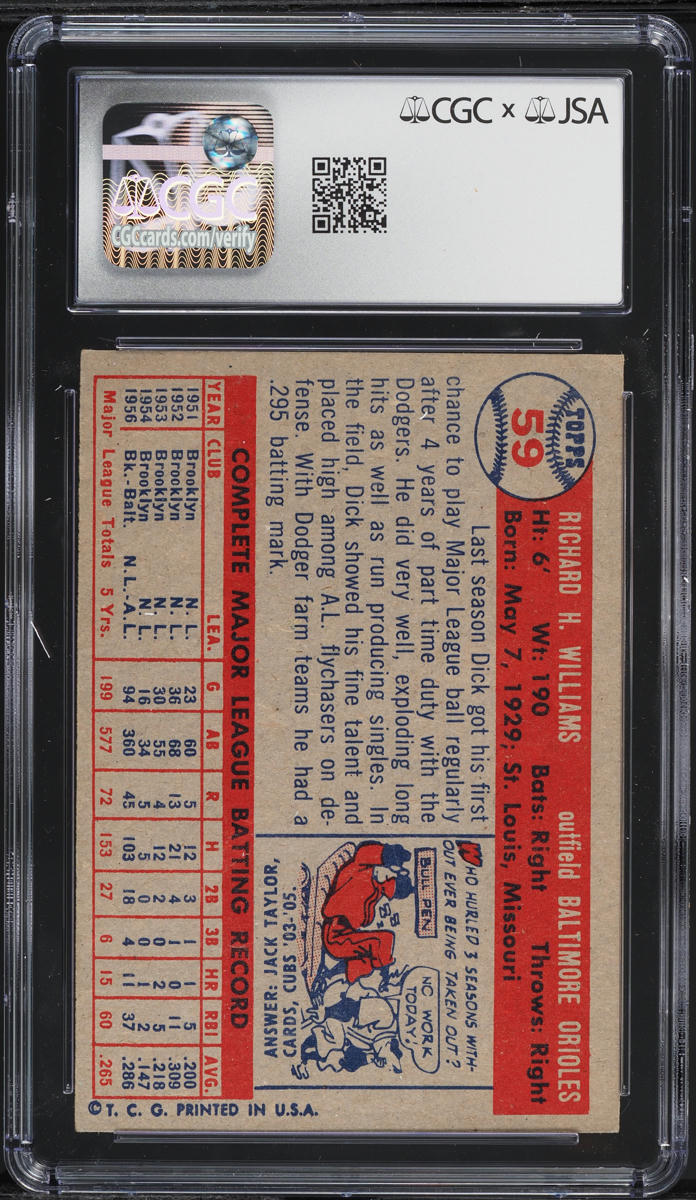 CGC x JSA
CGC
CGCcards.com/verify
TOPPS
59
RICHARD H. WILLIAMS outfield BALTIMORE ORIOLES
Ht: 6' Wt: 190 Bats: Right Throws: Right
Born: May 7, 1929; St. Louis, Missouri
Last season Dick got his first
chance to play Major League ball regularly
after 4 years of part time duty with the
Dodgers. He did very well, exploding long
hits as well as run producing singles. In
the field, Dick showed his fine talent and
placed high among A.L. flychasers on de-
fense. With Dodger farm teams he had a
.295 batting mark.
WHO HURLED 3 SEASONS WITH-
OUT EVER BEING TAKEN OUT?
BULL PEN
NO WORK
TODAY!
ANSWER: JACK TAYLOR,
CARDS, CUBS 03-05.
COMPLETE MAJOR LEAGUE BATTING RECORD
YEAR CLUB LEA. G AB R H 2B 3B HR RBI AVG.
1951 Brooklyn N.L. 23 60 5 12 3 1 1 5 .200
1952 Brooklyn N.L. 36 68 13 21 4 1 0 11 .309
1953 Brooklyn N.L. 30 55 4 12 2 0 2 5 .218
1954 Brooklyn N.L. 16 34 5 5 0 0 1 2 .147
1956 Bk.-Balt. N.L.-A.L. 94 360 45 103 18 4 11 37 .286
Major League Totals 5 Yrs. 199 577 72 153 27 6 15 60 .265
© T. C. G. PRINTED IN U.S.A.